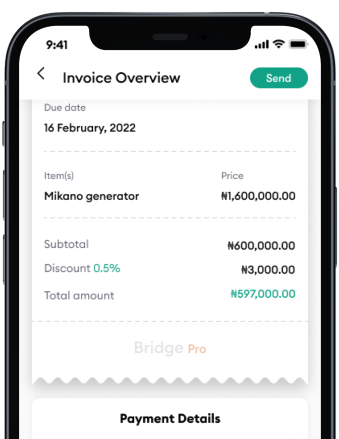 9:41
Invoice Overview
Send
Due date
16 February, 2022
Item(s) Price
Mikano generator ₦1,600,000.00
Subtotal ₦600,000.00
Discount 0.5% ₦3,000.00
Total amount ₦597,000.00
Bridge Pro
Payment Details